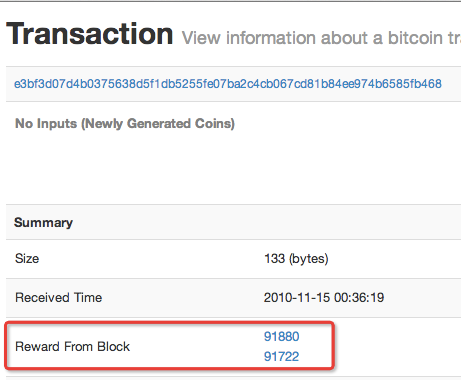 Transaction View information about a bitcoin tra
e3bf3d07d4b0375638d5f1db5255fe07ba2c4cb067cd81b84ee974b6585fb468
No Inputs (Newly Generated Coins)
Summary
Size 133 (bytes)
Received Time 2010-11-15 00:36:19
Reward From Block 91880
91722